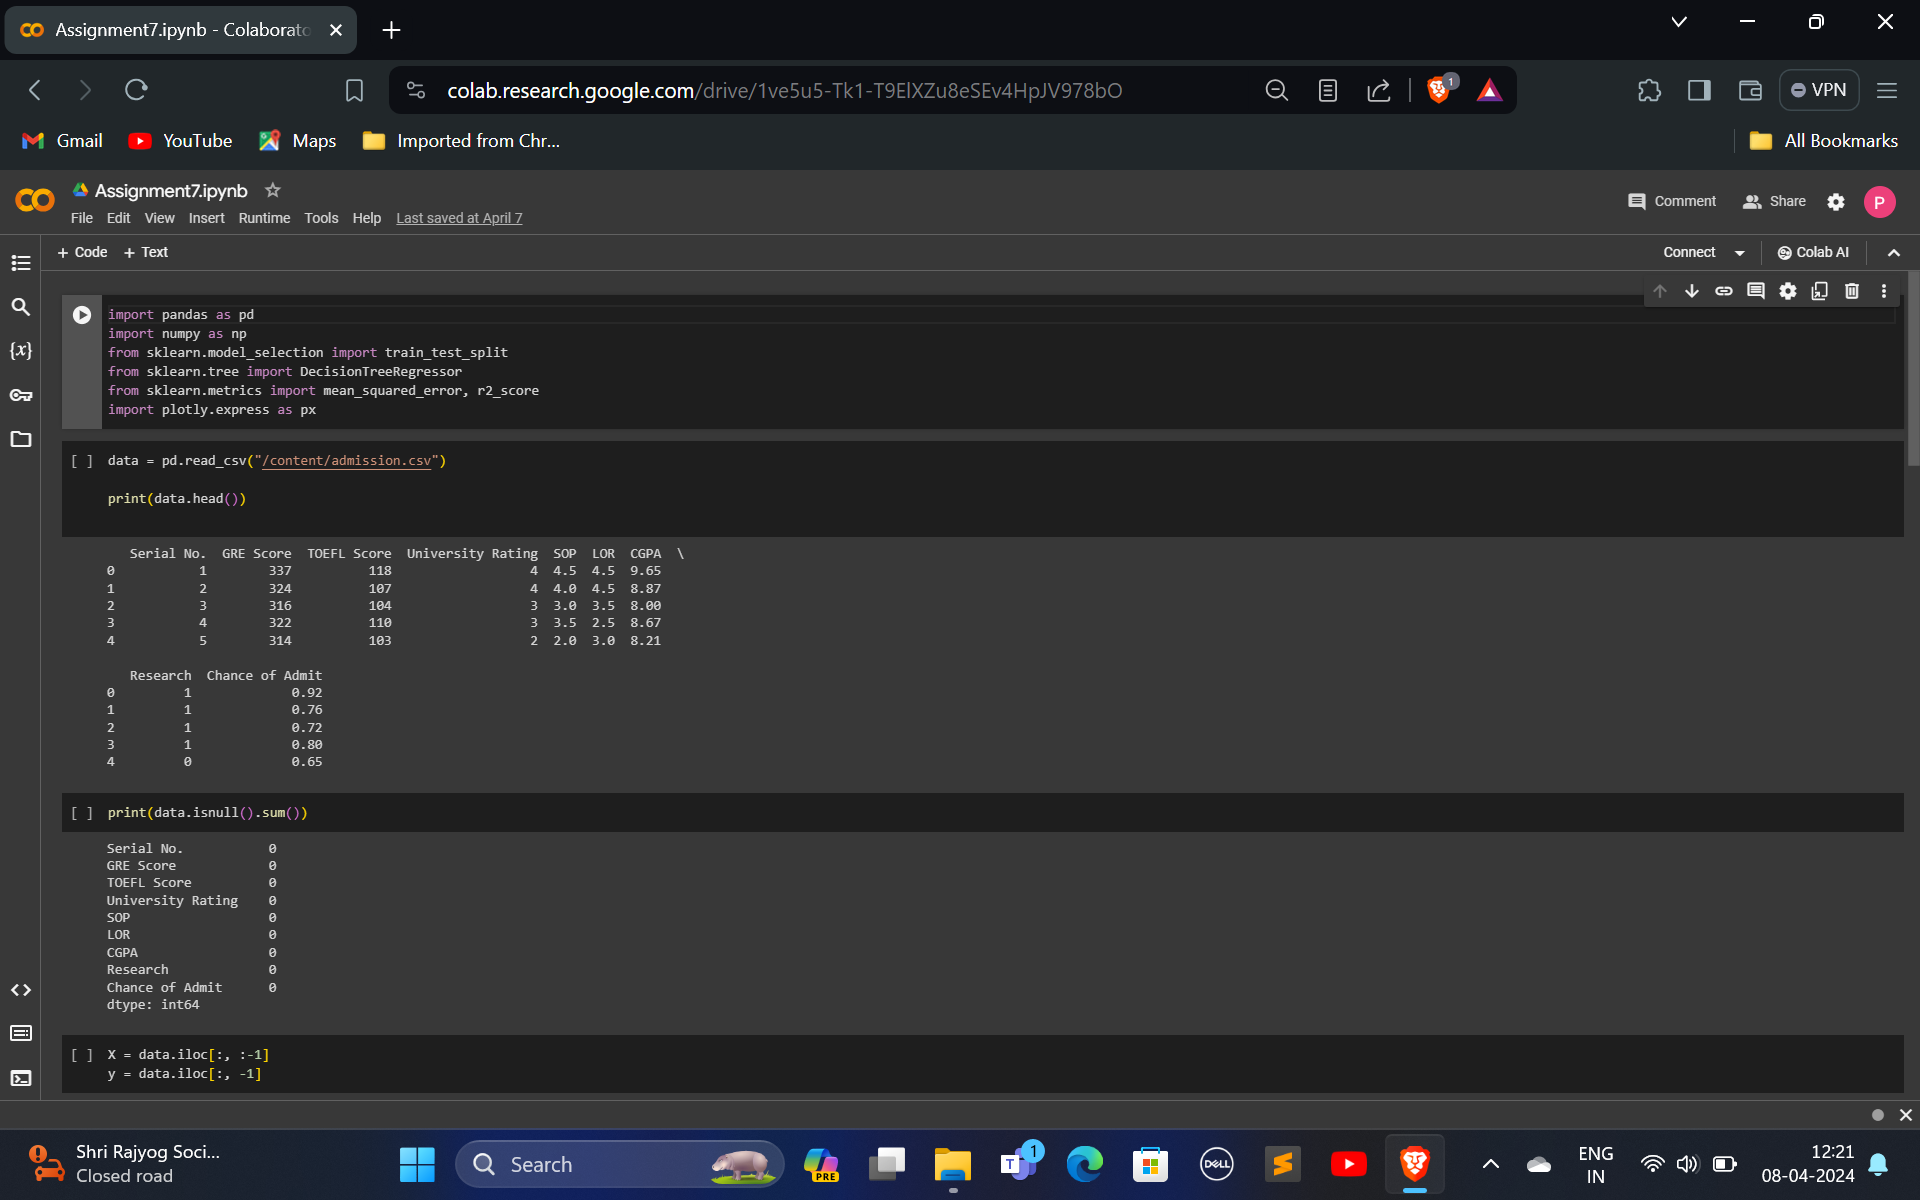 Assignment7.ipynb - Colaborato
colab.research.google.com/drive/1ve5u5-Tk1-T9ElXZu8eSEv4HpJV978bO
1
VPN
Gmail
YouTube
Maps
Imported from Chr...
All Bookmarks
Assignment7.ipynb
File Edit View Insert Runtime Tools Help Last saved at April 7
Comment
Share
P
+ Code + Text
Connect
Colab AI
{x}
import pandas as pd
import numpy as np
from sklearn.model_selection import train_test_split
from sklearn.tree import DecisionTreeRegressor
from sklearn.metrics import mean_squared_error, r2_score
import plotly.express as px
[ ] data = pd.read_csv("/content/admission.csv")
print(data.head())
Serial No. GRE Score TOEFL Score University Rating SOP LOR CGPA \
0 1 337 118 4 4.5 4.5 9.65
1 2 324 107 4 4.0 4.5 8.87
2 3 316 104 3 3.0 3.5 8.00
3 4 322 110 3 3.5 2.5 8.67
4 5 314 103 2 2.0 3.0 8.21
Research Chance of Admit
0 1 0.92
1 1 0.76
2 1 0.72
3 1 0.80
4 0 0.65
[ ] print(data.isnull().sum())
Serial No. 0
GRE Score 0
TOEFL Score 0
University Rating 0
SOP 0
LOR 0
CGPA 0
Research 0
Chance of Admit 0
dtype: int64
[ ] X = data.iloc[:, :-1]
y = data.iloc[:, -1]
Shri Rajyog Soci...
Closed road
Search
PRE
T
1
DELL
ENG
IN
12:21
08-04-2024